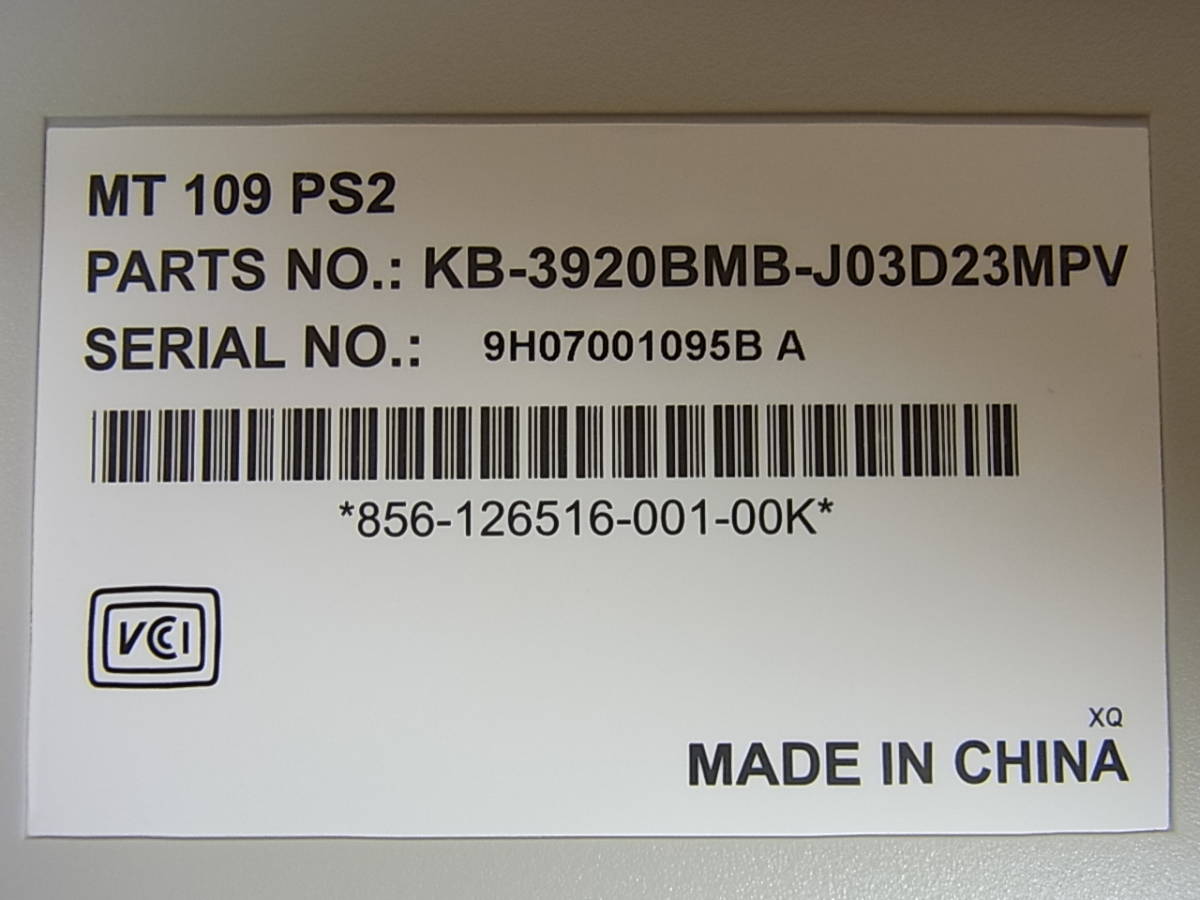 MT 109 PS2
PARTS NO.: KB-3920BMB-J03D23MPV
SERIAL NO.: 9H07001095B A
*856-126516-001-00K*
VCCI
XQ
MADE IN CHINA